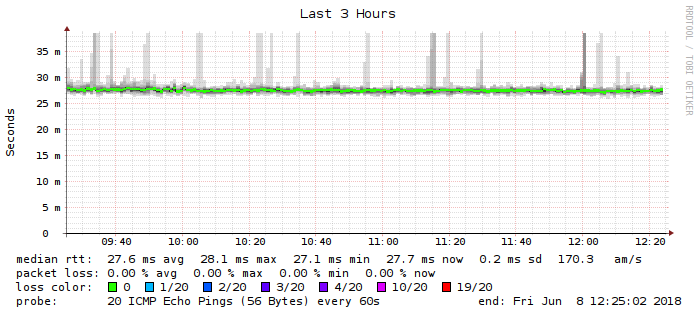 Last 3 Hours
RRDTOOL / TOBI OETIKER
Seconds
35 m
30 m
25 m
20 m
15 m
10 m
5 m
0
09:40 10:00 10:20 10:40 11:00 11:20 11:40 12:00 12:20
median rtt: 27.6 ms avg 28.1 ms max 27.1 ms min 27.7 ms now 0.2 ms sd 170.3 am/s
packet loss: 0.00 % avg 0.00 % max 0.00 % min 0.00 % now
loss color: 0 1/20 2/20 3/20 4/20 10/20 19/20
probe: 20 ICMP Echo Pings (56 Bytes) every 60s end: Fri Jun 8 12:25:02 2018